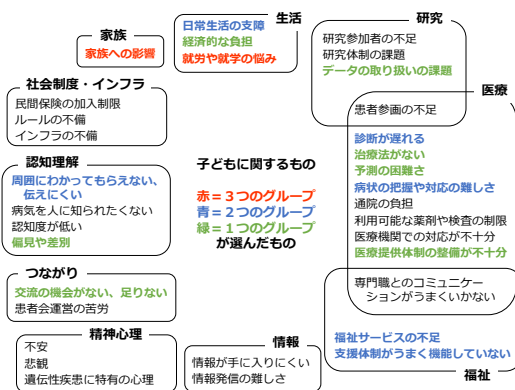 家族
家族への影響
生活
日常生活の支障
経済的な負担
就労や就学の悩み
研究
研究参加者の不足
研究体制の課題
データの取り扱いの課題
医療
患者参画の不足
診断が遅れる
治療法がない
予測の困難さ
病状の把握や対応の難しさ
通院の負担
利用可能な薬剤や検査の制限
医療機関での対応が不十分
医療提供体制の整備が不十分
専門職とのコミュニケー
ションがうまくいかない
福祉サービスの不足
支援体制がうまく機能していない
福祉
社会制度・インフラ
民間保険の加入制限
ルールの不備
インフラの不備
認知理解
周囲にわかってもらえない、
伝えにくい
病気を人に知られたくない
認知度が低い
偏見や差別
子どもに関するもの
赤＝３つのグループ
青＝２つのグループ
緑＝１つのグループ
が選んだもの
つながり
交流の機会がない、足りない
患者会運営の苦労
精神心理
不安
悲観
遺伝性疾患に特有の心理
情報
情報が手に入りにくい
情報発信の難しさ